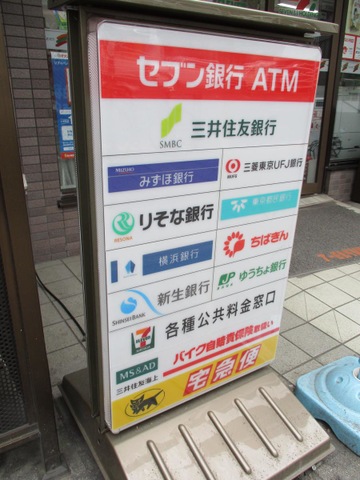 セブン銀行 ATM
SMBC 三井住友銀行
MIZUHO みずほ銀行
MUFG 三菱東京UFJ銀行
RESONA りそな銀行
東京都民銀行
横浜銀行
ちばぎん
SHINSEI BANK 新生銀行
JP ゆうちょ銀行
各種公共料金窓口
MS&AD 三井住友海上
バイク自賠責保険取扱い
宅急便